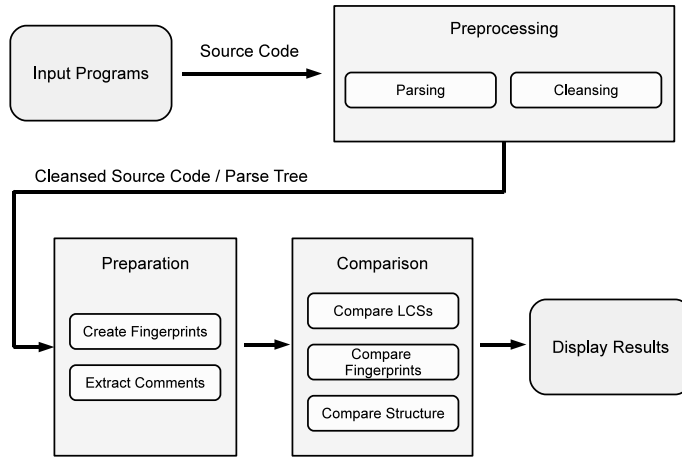 Input Programs
Source Code
Preprocessing
Parsing
Cleansing
Cleansed Source Code / Parse Tree
Preparation
Create Fingerprints
Extract Comments
Comparison
Compare LCSs
Compare
Fingerprints
Compare Structure
Display Results